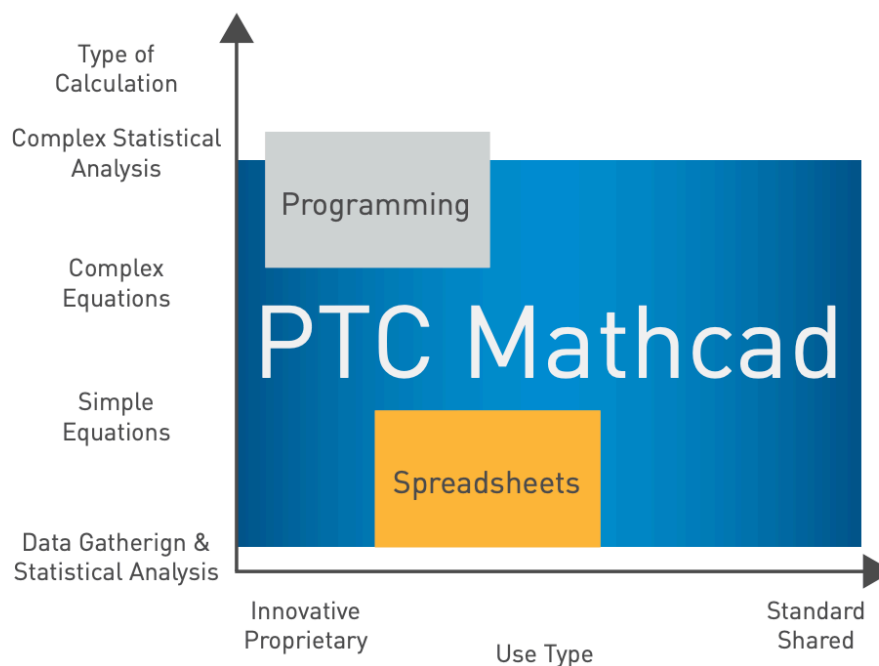 Type of
Calculation
Complex Statistical
Analysis
Programming
Complex
Equations
PTC Mathcad
Simple
Equations
Spreadsheets
Data Gatherign &
Statistical Analysis
Innovative
Proprietary
Use Type
Standard
Shared